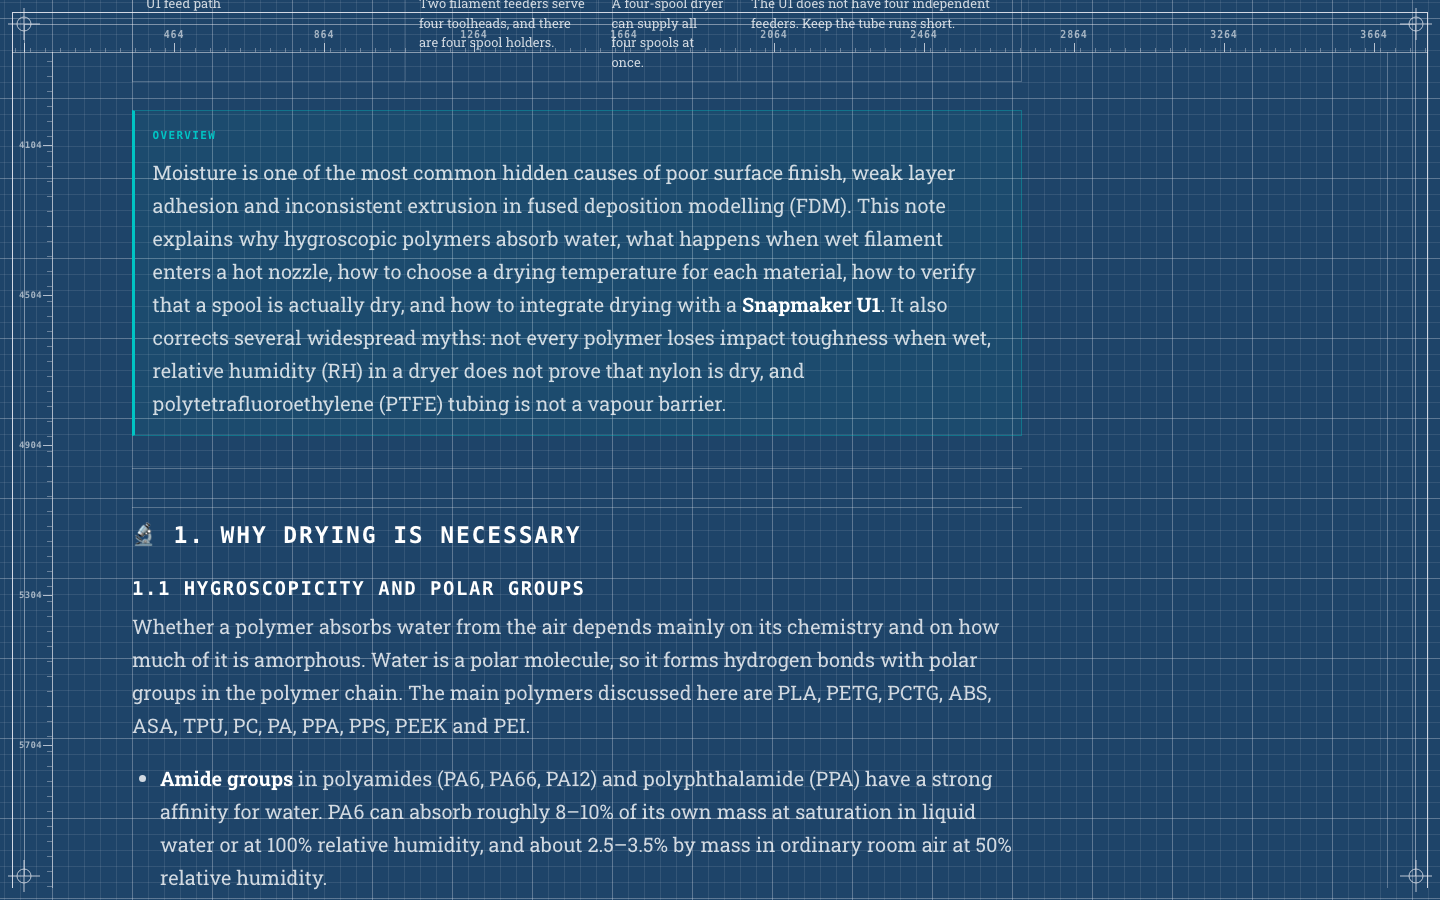 U1 feed path
Two filament feeders serve
four toolheads, and there
are four spool holders.
A four-spool dryer
can supply all
four spools at
once.
The U1 does not have four independent
feeders. Keep the tube runs short.
464 864 1264 1664 2064 2464 2864 3264 3664
4104
4504
4904
5304
5704
OVERVIEW
Moisture is one of the most common hidden causes of poor surface finish, weak layer
adhesion and inconsistent extrusion in fused deposition modelling (FDM). This note
explains why hygroscopic polymers absorb water, what happens when wet filament
enters a hot nozzle, how to choose a drying temperature for each material, how to verify
that a spool is actually dry, and how to integrate drying with a Snapmaker U1. It also
corrects several widespread myths: not every polymer loses impact toughness when wet,
relative humidity (RH) in a dryer does not prove that nylon is dry, and
polytetrafluoroethylene (PTFE) tubing is not a vapour barrier.
1. WHY DRYING IS NECESSARY
1.1 HYGROSCOPICITY AND POLAR GROUPS
Whether a polymer absorbs water from the air depends mainly on its chemistry and on how
much of it is amorphous. Water is a polar molecule, so it forms hydrogen bonds with polar
groups in the polymer chain. The main polymers discussed here are PLA, PETG, PCTG, ABS,
ASA, TPU, PC, PA, PPA, PPS, PEEK and PEI.
• Amide groups in polyamides (PA6, PA66, PA12) and polyphthalamide (PPA) have a strong
affinity for water. PA6 can absorb roughly 8–10% of its own mass at saturation in liquid
water or at 100% relative humidity, and about 2.5–3.5% by mass in ordinary room air at 50%
relative humidity.